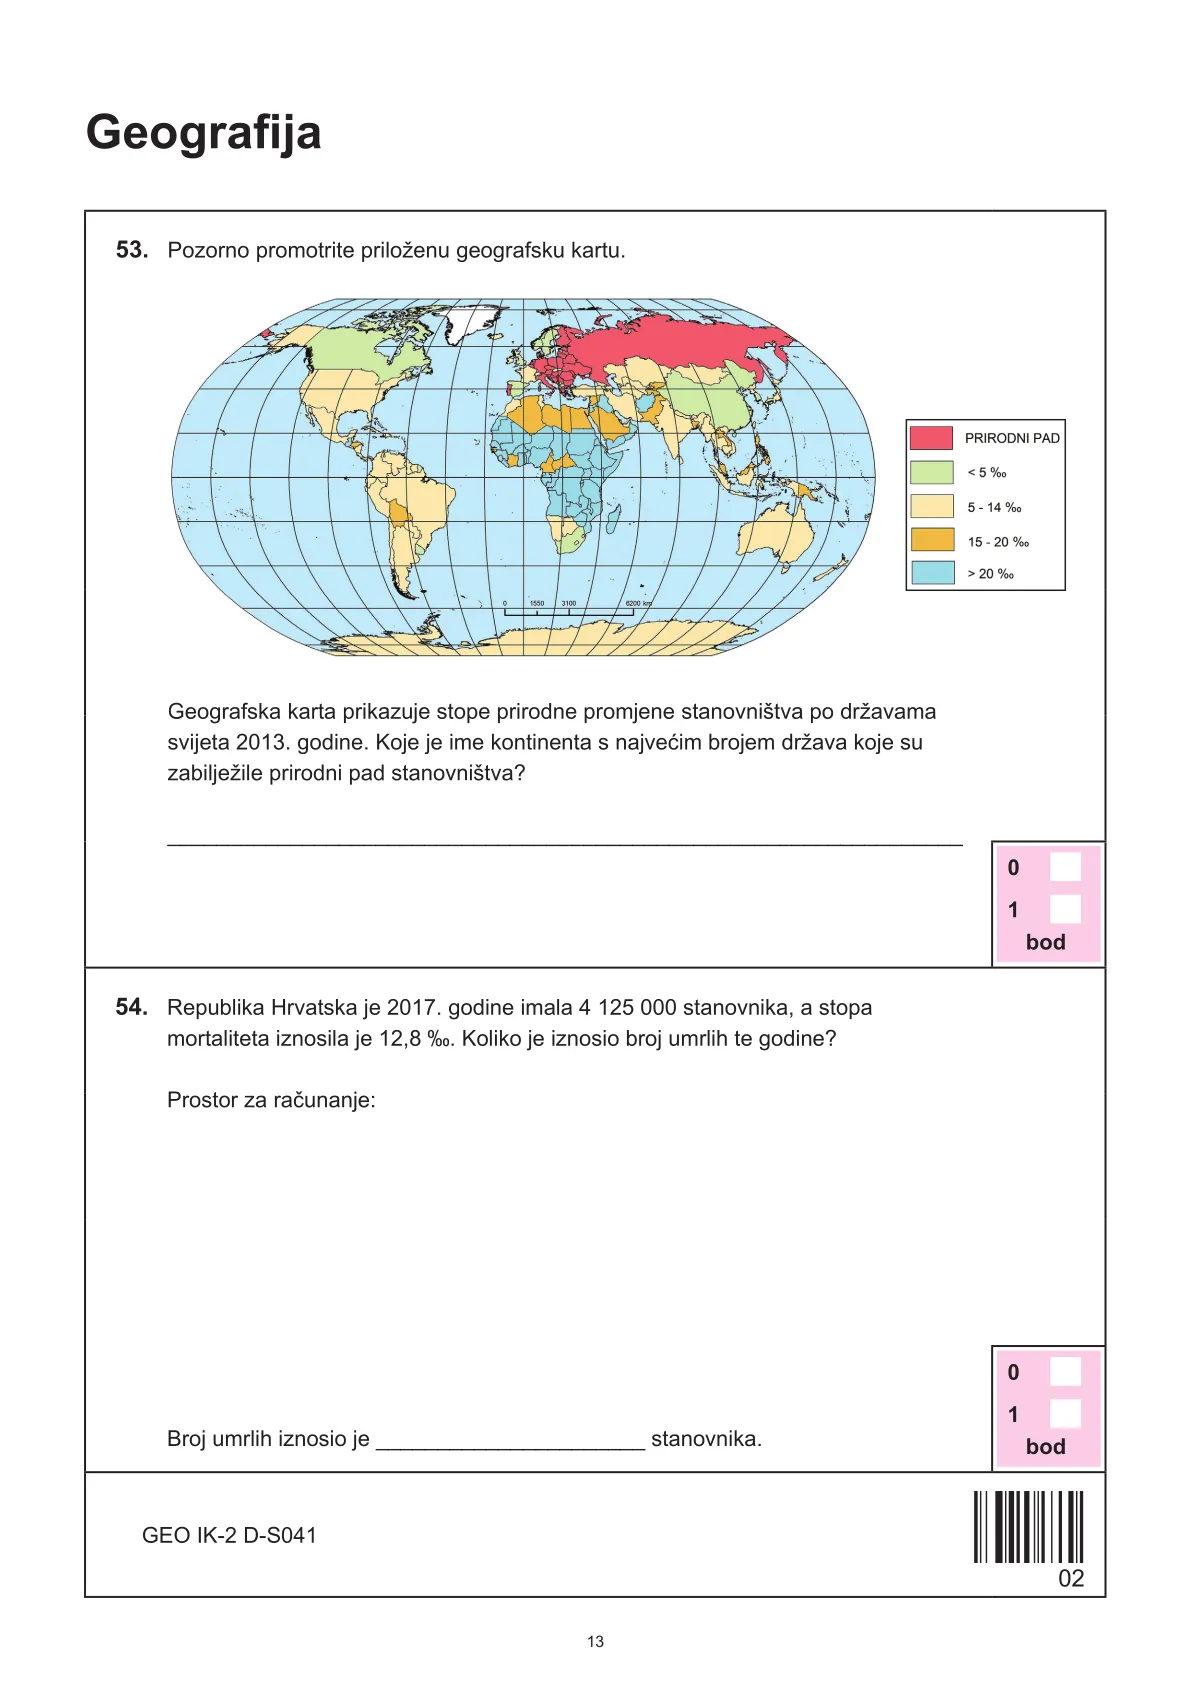 Geografija
53. Pozorno promotrite priloženu geografsku kartu.
PRIRODNI PAD
< 5 ‰
5 - 14 ‰
15 - 20 ‰
> 20 ‰
0 1550 3100 6200 km
Geografska karta prikazuje stope prirodne promjene stanovništva po državama
svijeta 2013. godine. Koje je ime kontinenta s najvećim brojem država koje su
zabilježile prirodni pad stanovništva?
0
1
bod
54. Republika Hrvatska je 2017. godine imala 4 125 000 stanovnika, a stopa
mortaliteta iznosila je 12,8 ‰. Koliko je iznosio broj umrlih te godine?
Prostor za računanje:
Broj umrlih iznosio je ______________________ stanovnika.
0
1
bod
GEO IK-2 D-S041
02
13